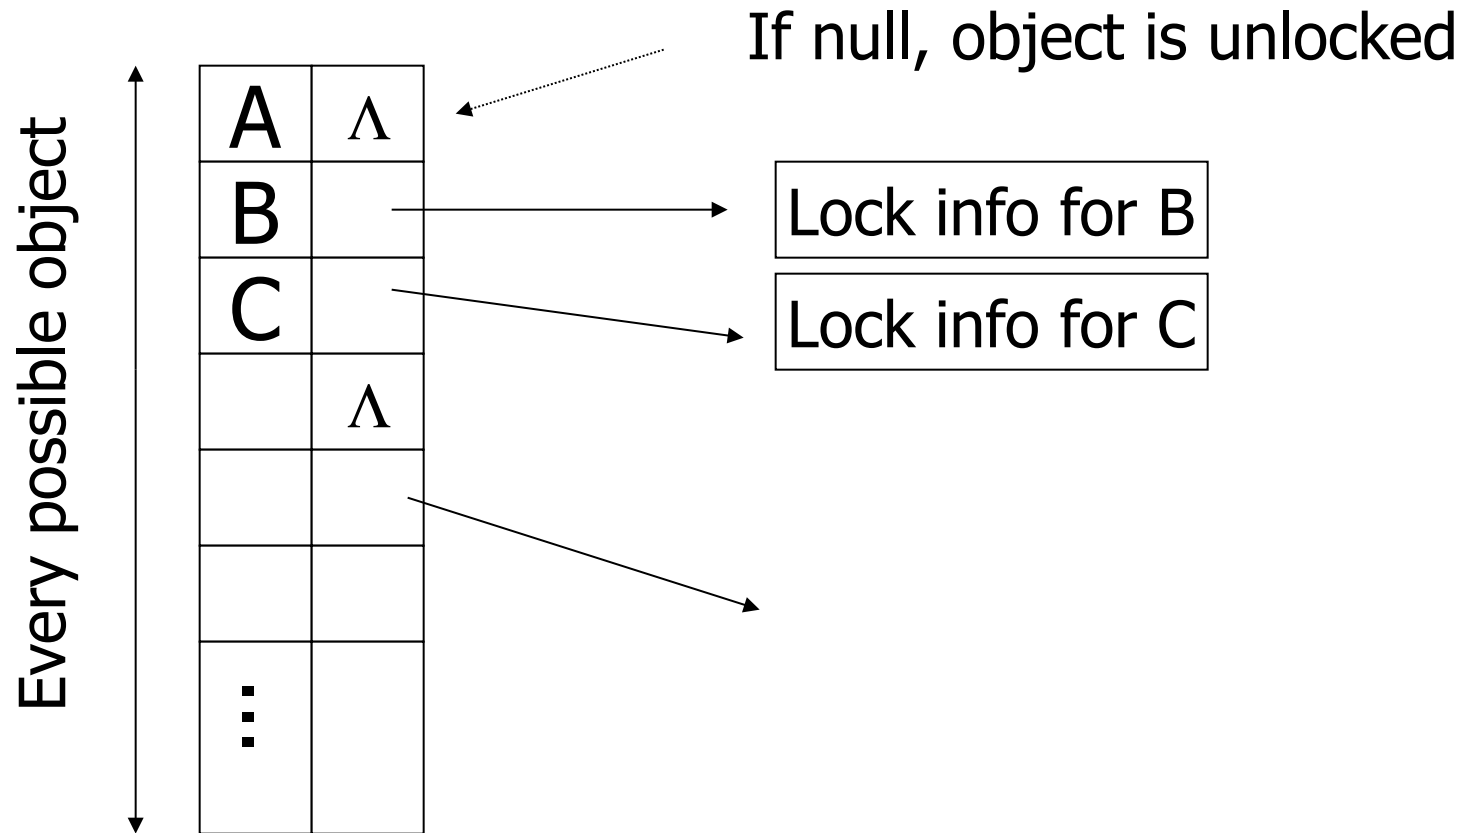 If null, object is unlocked
Every possible object
A Λ
B
Lock info for B
C
Lock info for C
Λ
⋮